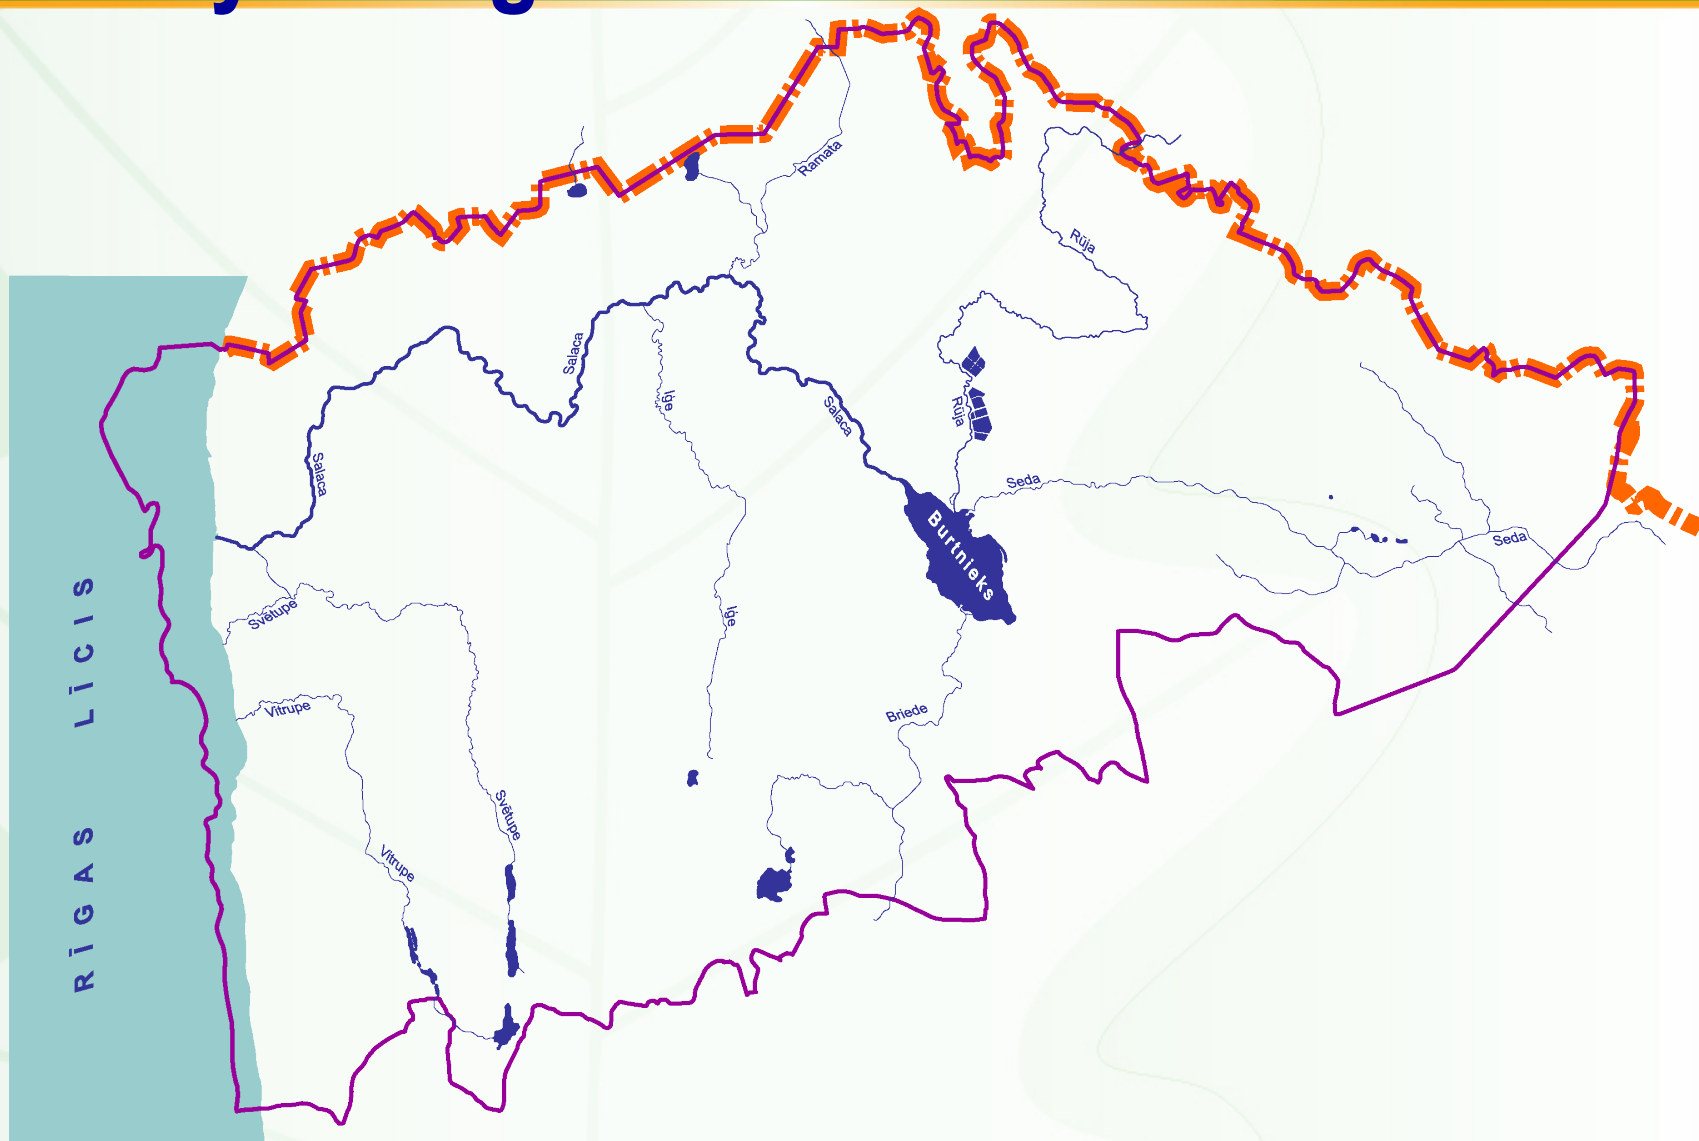 Ramata
Rūja
Salaca
Iģe
Salaca
Rūja
Salaca
Seda
Burtnieks
Seda
Svētupe
Iģe
Vitrupe
Briede
Svētupe
Vitrupe
RĪGAS LĪCIS